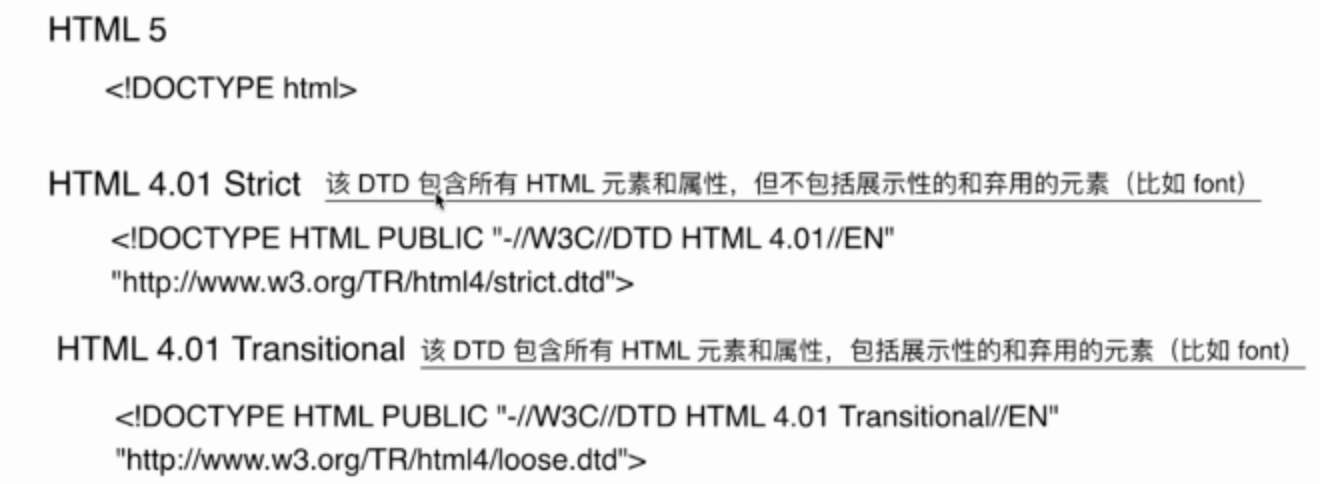 HTML 5
<!DOCTYPE html>
HTML 4.01 Strict 该 DTD 包含所有 HTML 元素和属性，但不包括展示性的和弃用的元素（比如 font）
<!DOCTYPE HTML PUBLIC "-//W3C//DTD HTML 4.01//EN"
"http://www.w3.org/TR/html4/strict.dtd">
HTML 4.01 Transitional 该 DTD 包含所有 HTML 元素和属性，包括展示性的和弃用的元素（比如 font）
<!DOCTYPE HTML PUBLIC "-//W3C//DTD HTML 4.01 Transitional//EN"
"http://www.w3.org/TR/html4/loose.dtd">